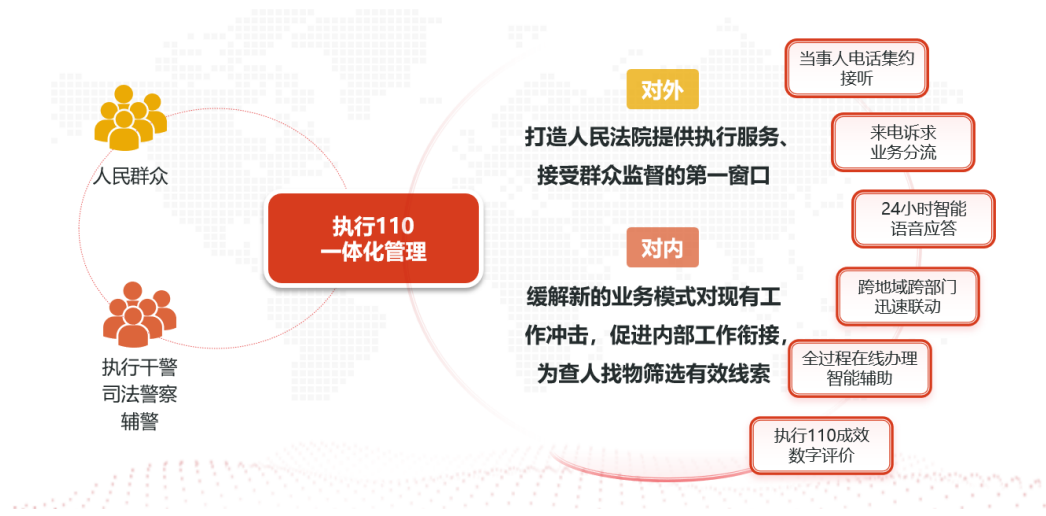 人民群众
执行干警
司法警察
辅警
执行110
一体化管理
对外
打造人民法院提供执行服务、
接受群众监督的第一窗口
对内
缓解新的业务模式对现有工
作冲击，促进内部工作衔接，
为查人找物筛选有效线索
当事人电话集约
接听
来电诉求
业务分流
24小时智能
语音应答
跨地域跨部门
迅速联动
全过程在线办理
智能辅助
执行110成效
数字评价